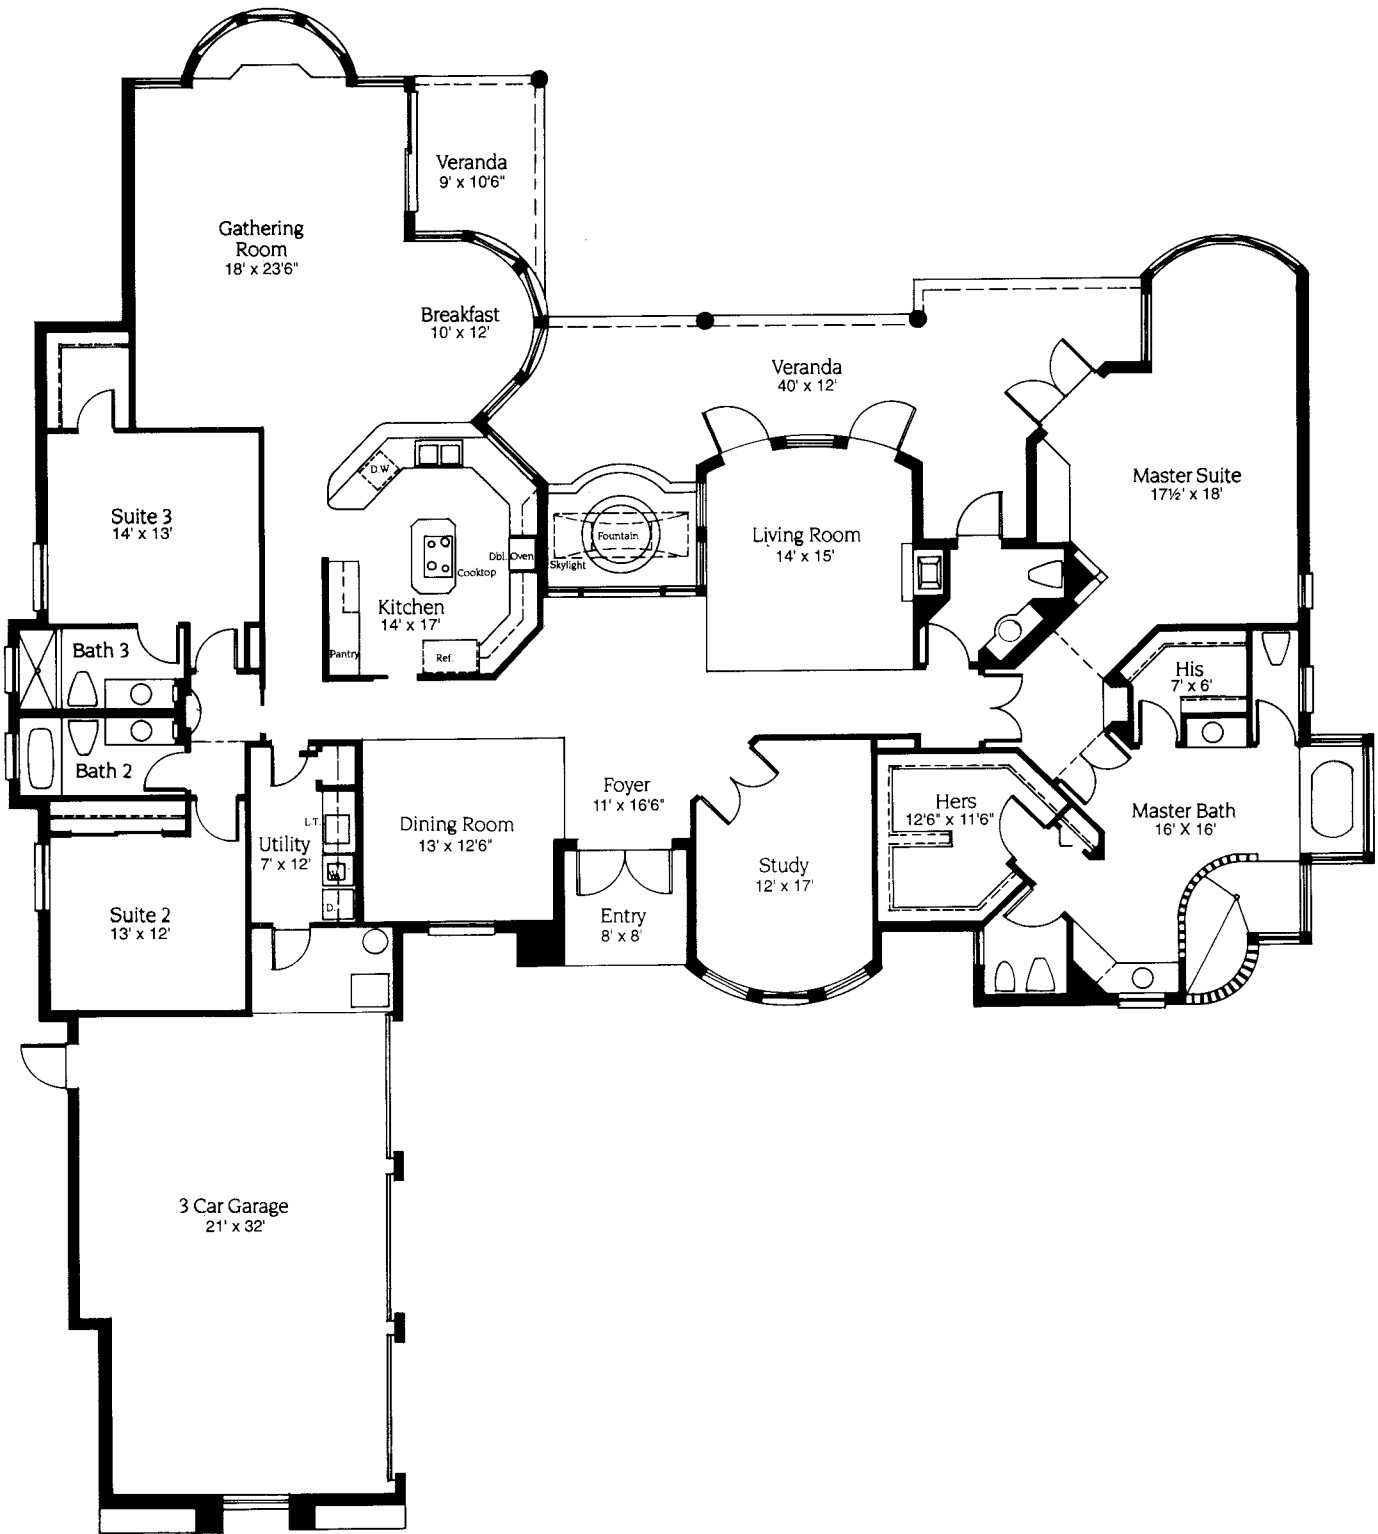 Veranda
9' x 10'6"
Gathering
Room
18' x 23'6"
Breakfast
10' x 12'
Veranda
40' x 12'
D.W.
Master Suite
17½' x 18'
Suite 3
14' x 13'
Fountain
Living Room
14' x 15'
Dbl. Oven
Skylight
Cooktop
Kitchen
14' x 17'
Bath 3
Pantry
Ref.
His
7' x 6'
Bath 2
Foyer
11' x 16'6"
Hers
12'6" x 11'6"
Master Bath
16' X 16'
L.T.
Dining Room
13' x 12'6"
Utility
7' x 12'
Study
12' x 17'
W.
D.
Suite 2
13' x 12'
Entry
8' x 8'
3 Car Garage
21' x 32'